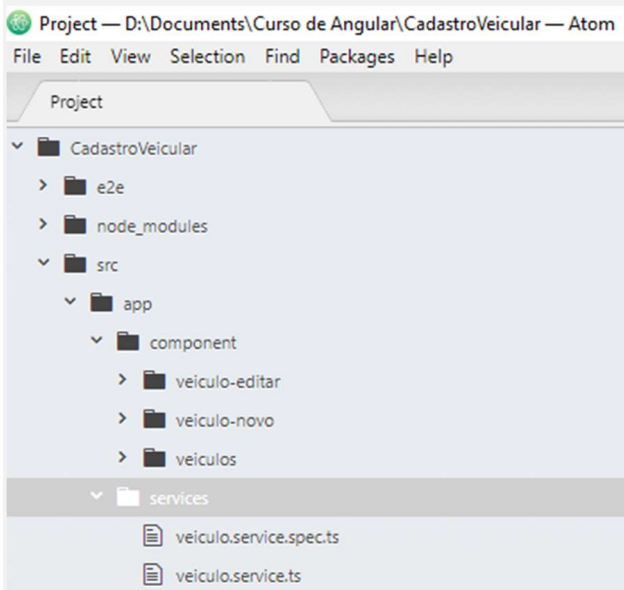 Project — D:\Documents\Curso de Angular\CadastroVeicular — Atom
File Edit View Selection Find Packages Help
Project
CadastroVeicular
e2e
node_modules
src
app
component
veiculo-editar
veiculo-novo
veiculos
services
veiculo.service.spec.ts
veiculo.service.ts